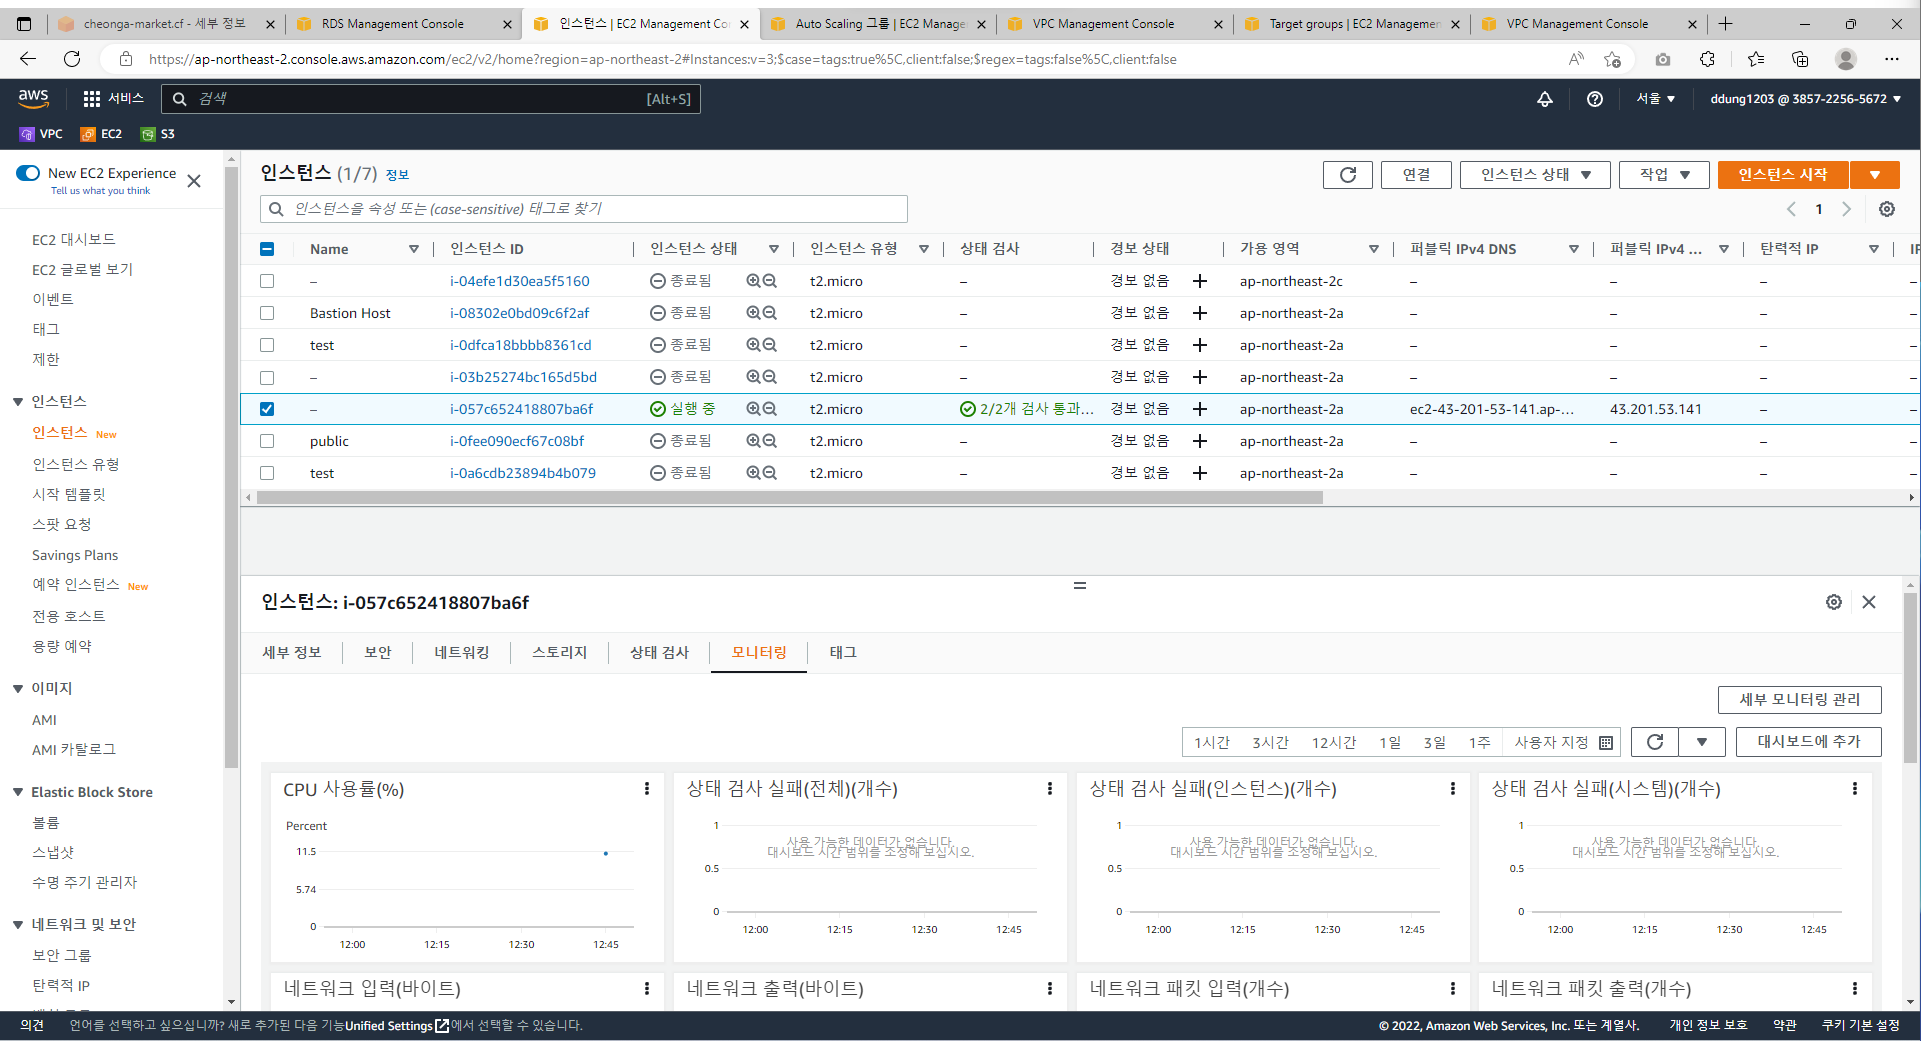 cheonga-market.cf - 세부 정보
RDS Management Console
인스턴스 | EC2 Management Co
Auto Scaling 그룹 | EC2 Manage
VPC Management Console
Target groups | EC2 Managemen
VPC Management Console
https://ap-northeast-2.console.aws.amazon.com/ec2/v2/home?region=ap-northeast-2#Instances:v=3;$case=tags:true%5C,client:false;$regex=tags:false%5C,client:false
aws 서비스 검색 [Alt+S] 서울 ddung1203 @ 3857-2256-5672
VPC EC2 S3
New EC2 Experience
Tell us what you think
EC2 대시보드
EC2 글로벌 보기
이벤트
태그
제한
인스턴스
인스턴스 New
인스턴스 유형
시작 템플릿
스팟 요청
Savings Plans
예약 인스턴스 New
전용 호스트
용량 예약
이미지
AMI
AMI 카탈로그
Elastic Block Store
볼륨
스냅샷
수명 주기 관리자
네트워크 및 보안
보안 그룹
탄력적 IP
인스턴스 (1/7) 정보
연결 인스턴스 상태 작업 인스턴스 시작
인스턴스을 속성 또는 (case-sensitive) 태그로 찾기
1
Name 인스턴스 ID 인스턴스 상태 인스턴스 유형 상태 검사 경보 상태 가용 영역 퍼블릭 IPv4 DNS 퍼블릭 IPv4 ... 탄력적 IP IP
– i-04efe1d30ea5f5160 종료됨 t2.micro – 경보 없음 ap-northeast-2c – – – –
Bastion Host i-08302e0bd09c6f2af 종료됨 t2.micro – 경보 없음 ap-northeast-2a – – – –
test i-0dfca18bbbb8361cd 종료됨 t2.micro – 경보 없음 ap-northeast-2a – – – –
– i-03b25274bc165d5bd 종료됨 t2.micro – 경보 없음 ap-northeast-2a – – – –
– i-057c652418807ba6f 실행 중 t2.micro 2/2개 검사 통과... 경보 없음 ap-northeast-2a ec2-43-201-53-141.ap-... 43.201.53.141 – –
public i-0fee090ecf67c08bf 종료됨 t2.micro – 경보 없음 ap-northeast-2a – – – –
test i-0a6cdb23894b4b079 종료됨 t2.micro – 경보 없음 ap-northeast-2a – – – –
인스턴스: i-057c652418807ba6f
세부 정보 보안 네트워킹 스토리지 상태 검사 모니터링 태그
세부 모니터링 관리
1시간 3시간 12시간 1일 3일 1주 사용자 지정 대시보드에 추가
CPU 사용률(%)
Percent
11.5
5.74
0
12:00 12:15 12:30 12:45
상태 검사 실패(전체)(개수)
1
사용 가능한 데이터가 없습니다.
대시보드 시간 범위를 조정해 보십시오.
0.5
0
12:00 12:15 12:30 12:45
상태 검사 실패(인스턴스)(개수)
1
사용 가능한 데이터가 없습니다.
대시보드 시간 범위를 조정해 보십시오.
0.5
0
12:00 12:15 12:30 12:45
상태 검사 실패(시스템)(개수)
1
사용 가능한 데이터가 없습니다.
대시보드 시간 범위를 조정해 보십시오.
0.5
0
12:00 12:15 12:30 12:45
네트워크 입력(바이트)
네트워크 출력(바이트)
네트워크 패킷 입력(개수)
네트워크 패킷 출력(개수)
의견 언어를 선택하고 싶으십니까? 새로 추가된 다음 기능Unified Settings에서 선택할 수 있습니다.
© 2022, Amazon Web Services, Inc. 또는 계열사. 개인 정보 보호 약관 쿠키 기본 설정